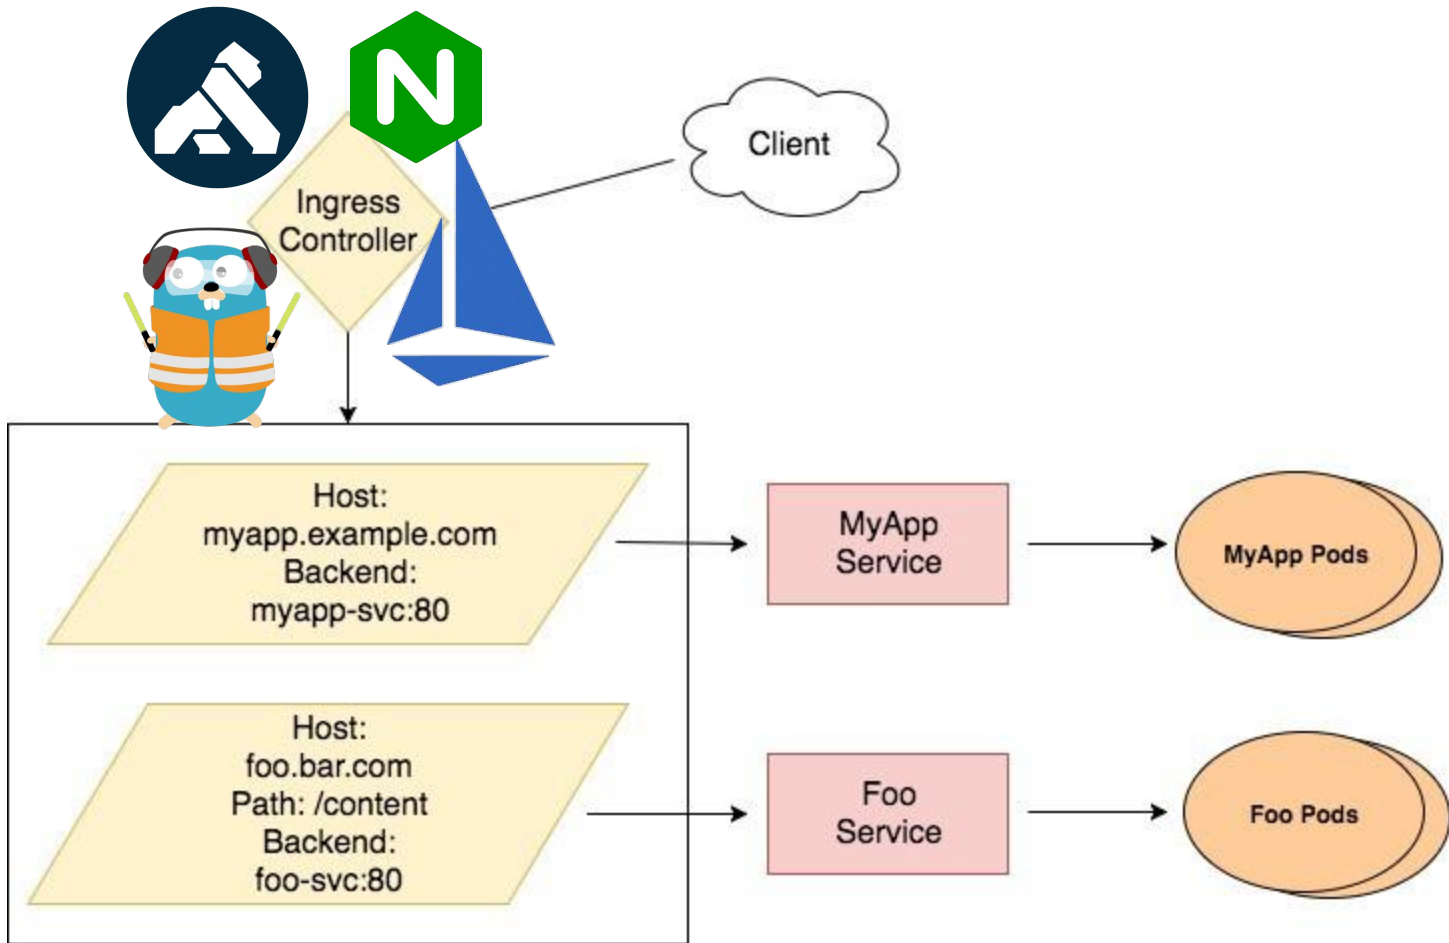 N
Client
Ingress
Controller
Host:
myapp.example.com
Backend:
myapp-svc:80
MyApp
Service
MyApp Pods
Host:
foo.bar.com
Path: /content
Backend:
foo-svc:80
Foo
Service
Foo Pods